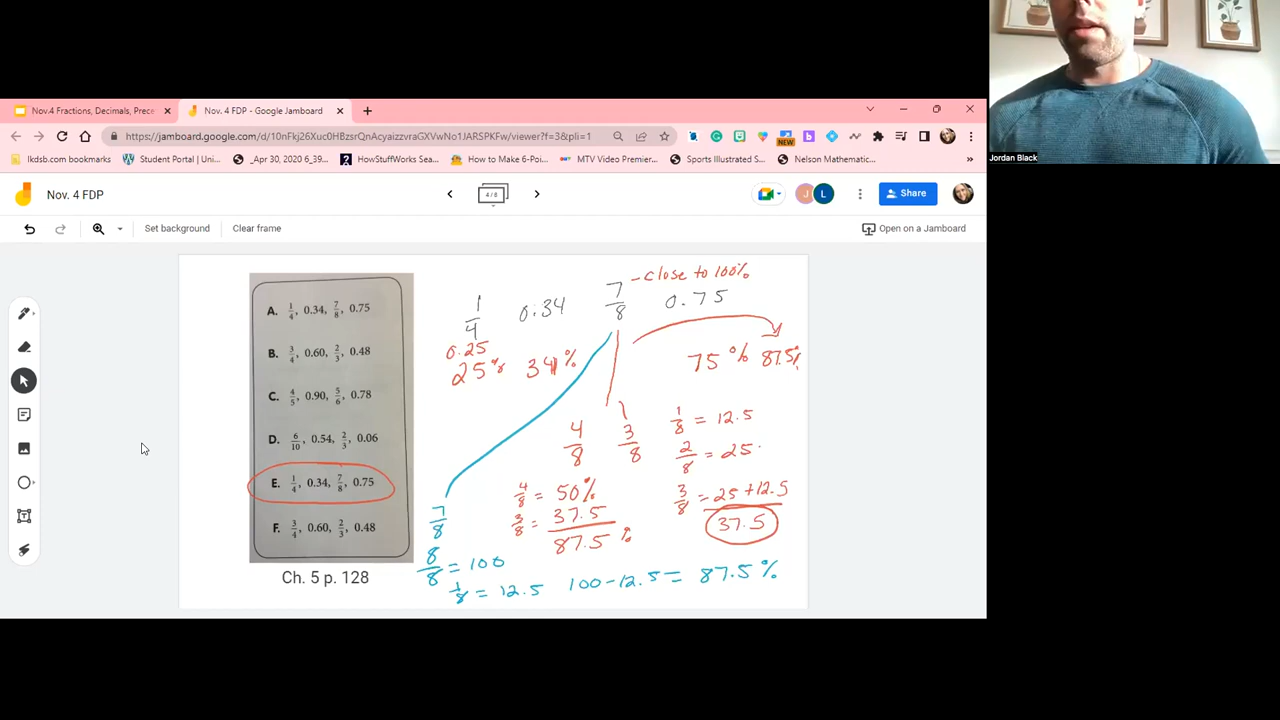 Nov.4 Fractions, Decimals, Perce
Nov. 4 FDP - Google Jamboard
https://jamboard.google.com/d/10nFkj26Xuc0HBzsrQnAcyaizzvraGXVwNo1JARSPKFw/viewer?f=3&pli=1
NEW
lkdsb.com bookmarks
Student Portal | Uni...
_Apr 30, 2020 6_39...
HowStuffWorks Sea...
How to Make 6-Poi...
MTV Video Premier...
Sports Illustrated S...
Nelson Mathematic...
Jordan Black
Nov. 4 FDP
4 / 8
J
L
Share
Set background
Clear frame
Open on a Jamboard
A. 1/4, 0.34, 7/8, 0.75
B. 3/4, 0.60, 2/3, 0.48
C. 4/5, 0.90, 5/6, 0.78
D. 6/10, 0.54, 2/3, 0.06
E. 1/4, 0.34, 7/8, 0.75
F. 3/4, 0.60, 2/3, 0.48
Ch. 5 p. 128
- close to 100%
1/4 0.34 7/8 0.75
0.25
25% 34% 75% 87.5%
4/8 3/8
1/8 = 12.5
2/8 = 25
3/8 = 25 + 12.5
37.5
4/8 = 50%
3/8 = 37.5
87.5%
7/8
8/8 = 100
1/8 = 12.5 100 - 12.5 = 87.5%